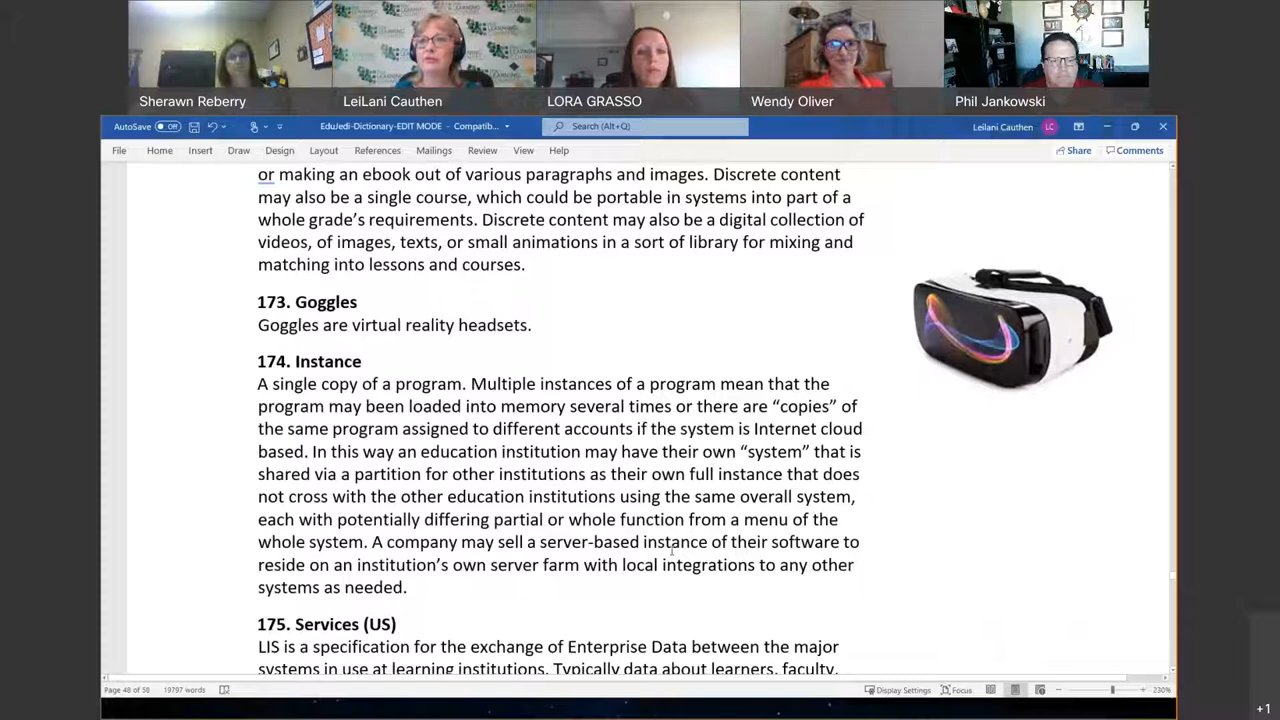 Sherawn Reberry
LeiLani Cauthen
LORA GRASSO
Wendy Oliver
Phil Jankowski
AutoSave Off
EduJedi-Dictionary-EDIT MODE - Compatib...
Search (Alt+Q)
Leilani Cauthen LC
File Home Insert Draw Design Layout References Mailings Review View Help
Share Comments
or making an ebook out of various paragraphs and images. Discrete content
may also be a single course, which could be portable in systems into part of a
whole grade's requirements. Discrete content may also be a digital collection of
videos, of images, texts, or small animations in a sort of library for mixing and
matching into lessons and courses.
173. Goggles
Goggles are virtual reality headsets.
174. Instance
A single copy of a program. Multiple instances of a program mean that the
program may been loaded into memory several times or there are “copies” of
the same program assigned to different accounts if the system is Internet cloud
based. In this way an education institution may have their own “system” that is
shared via a partition for other institutions as their own full instance that does
not cross with the other education institutions using the same overall system,
each with potentially differing partial or whole function from a menu of the
whole system. A company may sell a server-based instance of their software to
reside on an institution’s own server farm with local integrations to any other
systems as needed.
175. Services (US)
LIS is a specification for the exchange of Enterprise Data between the major
systems in use at learning institutions. Typically data about learners, faculty,
Page 48 of 58 19797 words
Display Settings Focus 230%
+1